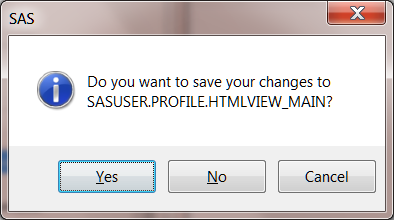 SAS
Do you want to save your changes to
SASUSER.PROFILE.HTMLVIEW_MAIN?
Yes
No
Cancel